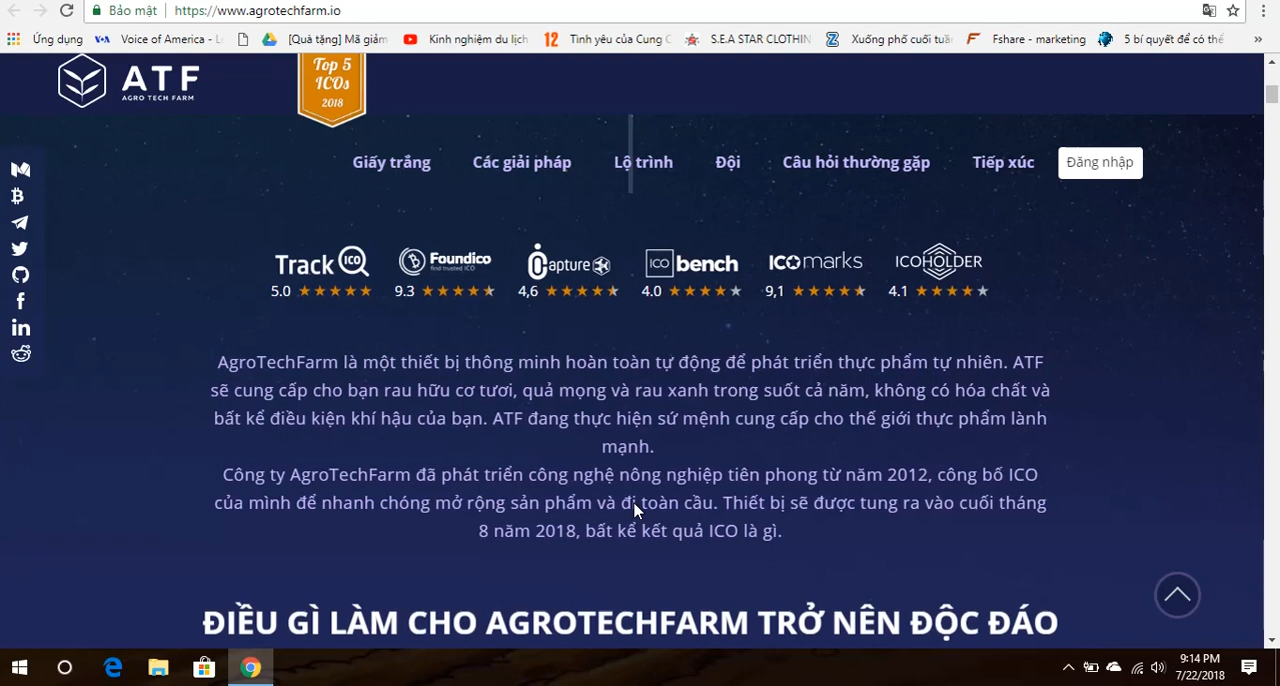 Bảo mật https://www.agrotechfarm.io
Ứng dụng Voice of America - L [Quà tặng] Mã giảm Kinh nghiệm du lịch 12 Tình yêu của Cung C S.E.A STAR CLOTHIN Xuống phố cuối tuần Fshare - marketing 5 bí quyết để có thể »
ATF
AGRO TECH FARM
Top 5
ICOs
2018
Giấy trắng Các giải pháp Lộ trình Đội Câu hỏi thường gặp Tiếp xúc Đăng nhập
Track ICO Foundico find trusted ICO Capture ICO bench ICOmarks ICOHOLDER
5.0 9.3 4,6 4.0 9,1 4.1
AgroTechFarm là một thiết bị thông minh hoàn toàn tự động để phát triển thực phẩm tự nhiên. ATF
sẽ cung cấp cho bạn rau hữu cơ tươi, quả mọng và rau xanh trong suốt cả năm, không có hóa chất và
bất kể điều kiện khí hậu của bạn. ATF đang thực hiện sứ mệnh cung cấp cho thế giới thực phẩm lành
mạnh.
Công ty AgroTechFarm đã phát triển công nghệ nông nghiệp tiên phong từ năm 2012, công bố ICO
của mình để nhanh chóng mở rộng sản phẩm và đi toàn cầu. Thiết bị sẽ được tung ra vào cuối tháng
8 năm 2018, bất kể kết quả ICO là gì.
ĐIỀU GÌ LÀM CHO AGROTECHFARM TRỞ NÊN ĐỘC ĐÁO
9:14 PM
7/22/2018